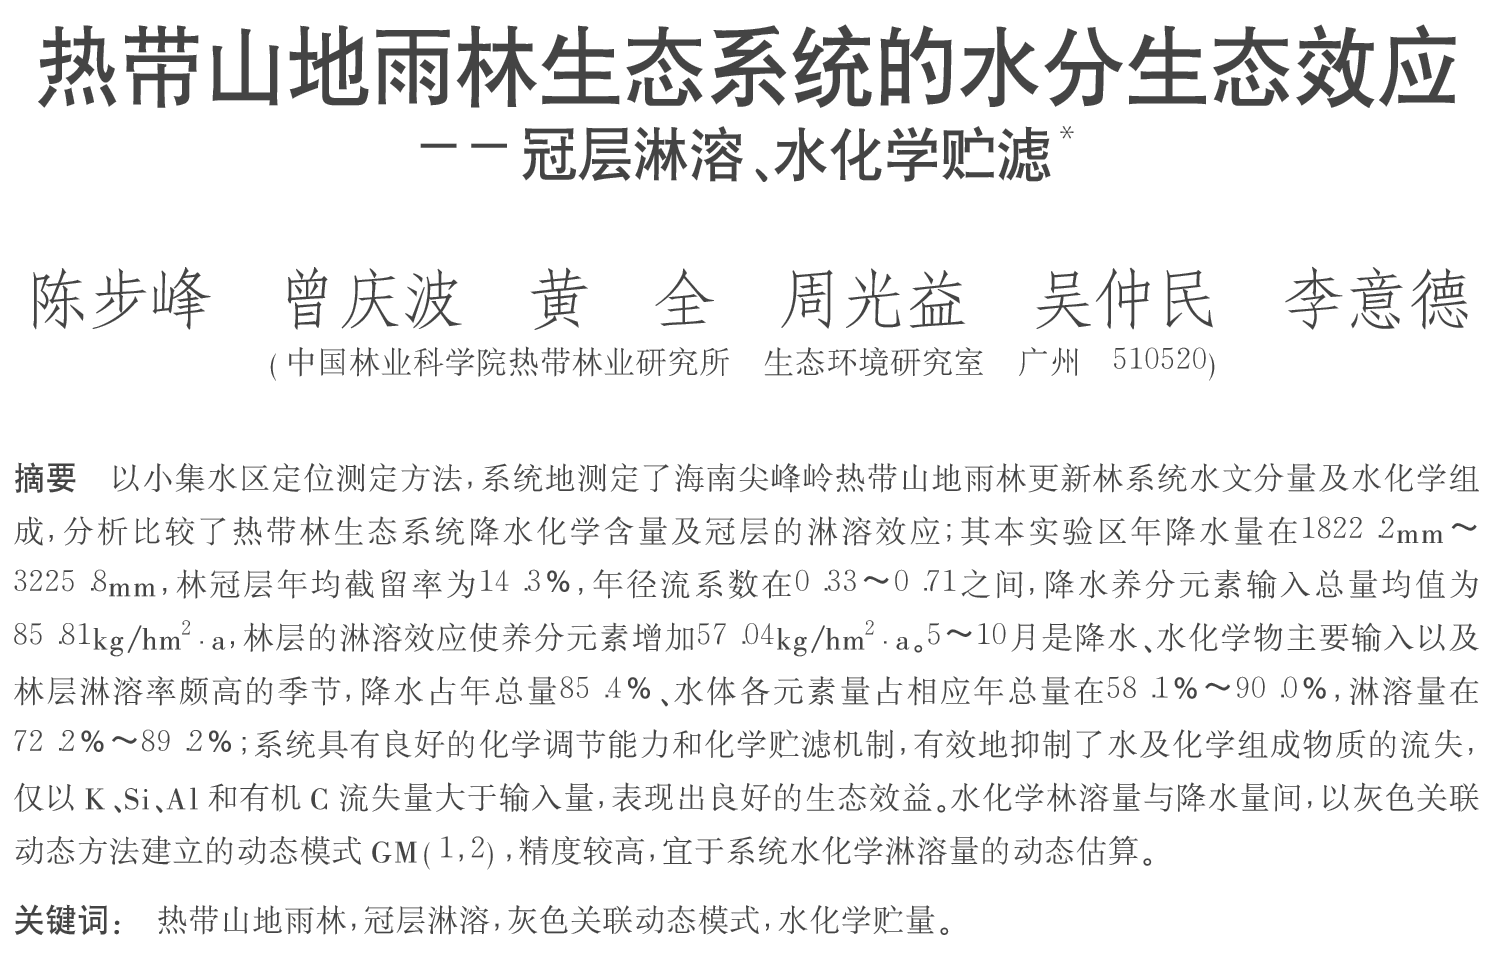 热带山地雨林生态系统的水分生态效应
——冠层淋溶、水化学贮滤*
陈步峰 曾庆波 黄 全 周光益 吴仲民 李意德
(中国林业科学院热带林业研究所 生态环境研究室 广州 510520)
摘要 以小集水区定位测定方法,系统地测定了海南尖峰岭热带山地雨林更新林系统水文分量及水化学组
成,分析比较了热带林生态系统降水化学含量及冠层的淋溶效应;其本实验区年降水量在1822.2mm～
3225.8mm,林冠层年均截留率为14.3%,年径流系数在0.33～0.71之间,降水养分元素输入总量均值为
85.81kg/hm²·a,林层的淋溶效应使养分元素增加57.04kg/hm²·a。5～10月是降水、水化学物主要输入以及
林层淋溶率颇高的季节,降水占年总量85.4%、水体各元素量占相应年总量在58.1%～90.0%,淋溶量在
72.2%～89.2%;系统具有良好的化学调节能力和化学贮滤机制,有效地抑制了水及化学组成物质的流失,
仅以K、Si、Al和有机C流失量大于输入量,表现出良好的生态效益。水化学林溶量与降水量间,以灰色关联
动态方法建立的动态模式GM(1,2),精度较高,宜于系统水化学淋溶量的动态估算。
关键词: 热带山地雨林,冠层淋溶,灰色关联动态模式,水化学贮量。